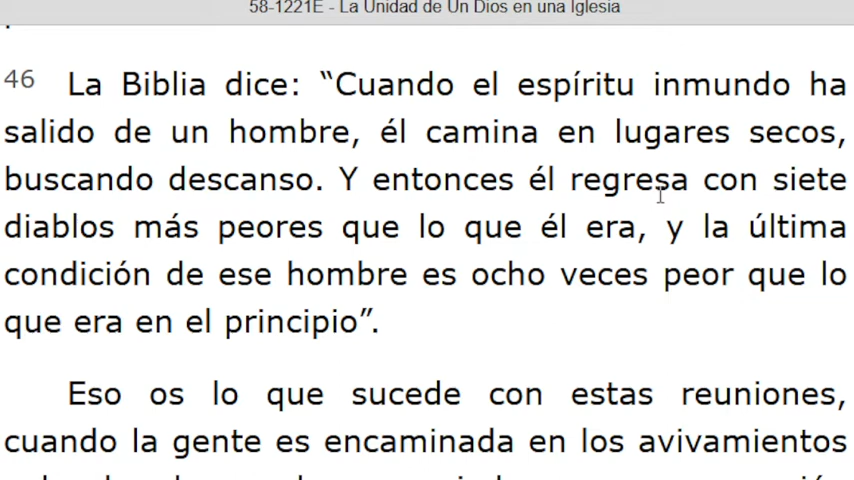 58-1221E - La Unidad de Un Dios en una Iglesia
46 La Biblia dice: “Cuando el espíritu inmundo ha
salido de un hombre, él camina en lugares secos,
buscando descanso. Y entonces él regresa con siete
diablos más peores que lo que él era, y la última
condición de ese hombre es ocho veces peor que lo
que era en el principio”.
Eso os lo que sucede con estas reuniones,
cuando la gente es encaminada en los avivamientos